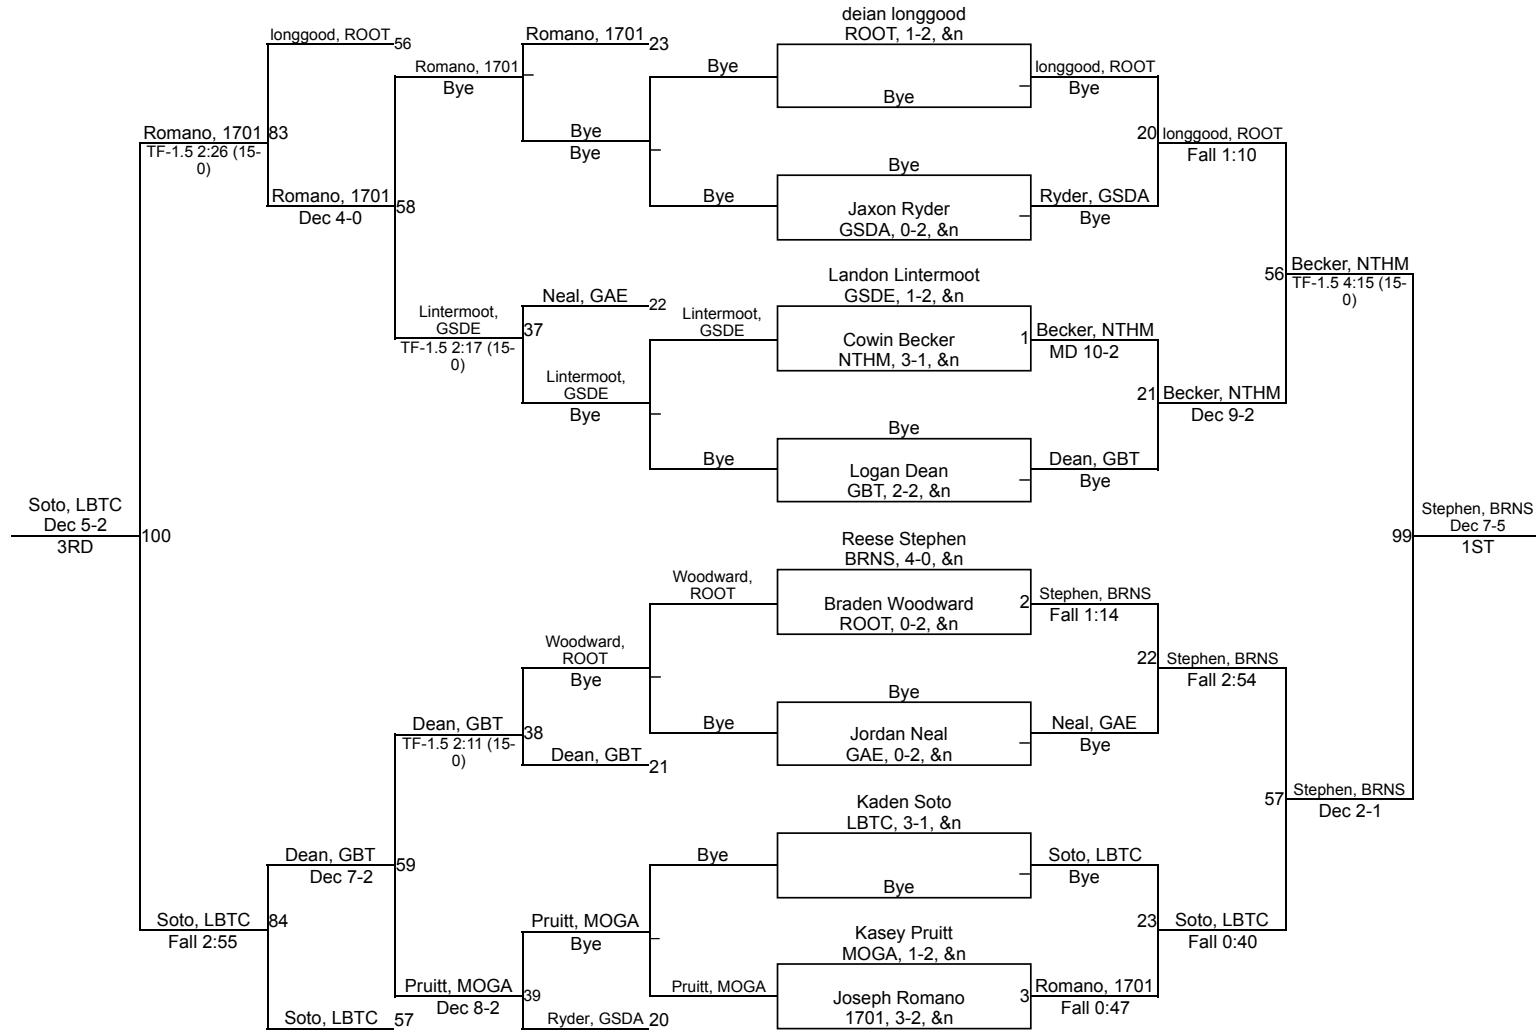 deian longgood
ROOT, 1-2, &n
Bye
Bye
Jaxon Ryder
GSDA, 0-2, &n
Landon Lintermoot
GSDE, 1-2, &n
Cowin Becker
NTHM, 3-1, &n
Bye
Logan Dean
GBT, 2-2, &n
Reese Stephen
BRNS, 4-0, &n
Braden Woodward
ROOT, 0-2, &n
Bye
Jordan Neal
GAE, 0-2, &n
Kaden Soto
LBTC, 3-1, &n
Bye
Kasey Pruitt
MOGA, 1-2, &n
Joseph Romano
1701, 3-2, &n
longgood, ROOT
Bye
Ryder, GSDA
Bye
1
Becker, NTHM
MD 10-2
Dean, GBT
Bye
2
Stephen, BRNS
Fall 1:14
Neal, GAE
Bye
Soto, LBTC
Bye
3
Romano, 1701
Fall 0:47
20
longgood, ROOT
Fall 1:10
21
Becker, NTHM
Dec 9-2
22
Stephen, BRNS
Fall 2:54
23
Soto, LBTC
Fall 0:40
56
Becker, NTHM
TF-1.5 4:15 (15-
0)
57
Stephen, BRNS
Dec 2-1
99
Stephen, BRNS
Dec 7-5
1ST
Bye
Bye
Lintermoot,
GSDE
Bye
Woodward,
ROOT
Bye
Bye
Pruitt, MOGA
Romano, 1701
23
Bye
Bye
Neal, GAE
22
Lintermoot,
GSDE
Bye
Woodward,
ROOT
Bye
Dean, GBT
21
Pruitt, MOGA
Bye
Ryder, GSDA
20
Romano, 1701
Bye
Lintermoot,
GSDE
37
TF-1.5 2:17 (15-
0)
Dean, GBT
38
TF-1.5 2:11 (15-
0)
Pruitt, MOGA
39
Dec 8-2
longgood, ROOT
56
Romano, 1701
58
Dec 4-0
Dean, GBT
59
Dec 7-2
Soto, LBTC
57
Romano, 1701
83
TF-1.5 2:26 (15-
0)
Soto, LBTC
84
Fall 2:55
Soto, LBTC
Dec 5-2
3RD
100